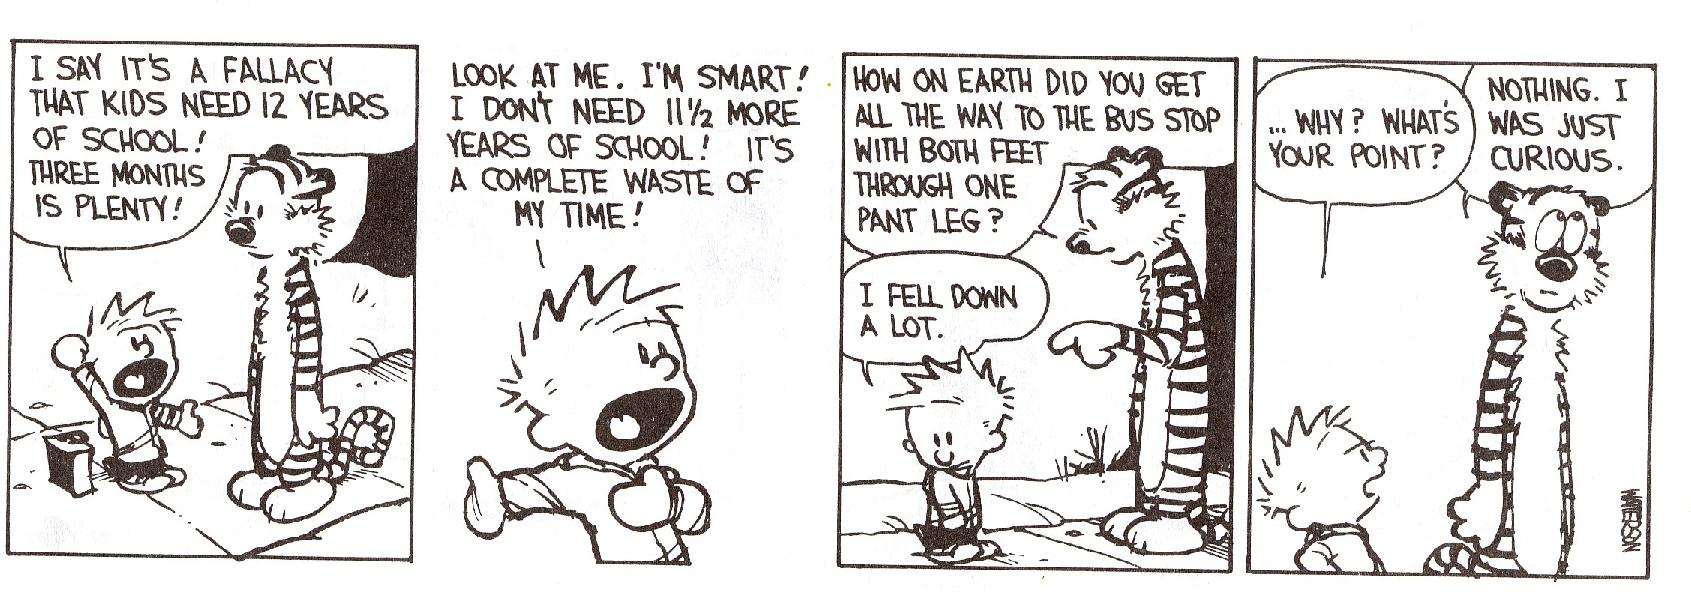 I SAY IT'S A FALLACY
THAT KIDS NEED 12 YEARS
OF SCHOOL!
THREE MONTHS
IS PLENTY!
LOOK AT ME. I'M SMART!
I DON'T NEED 11½ MORE
YEARS OF SCHOOL! IT'S
A COMPLETE WASTE OF
MY TIME!
HOW ON EARTH DID YOU GET
ALL THE WAY TO THE BUS STOP
WITH BOTH FEET
THROUGH ONE
PANT LEG?
I FELL DOWN
A LOT.
...WHY? WHAT'S
YOUR POINT?
NOTHING. I
WAS JUST
CURIOUS.
WATTERSON